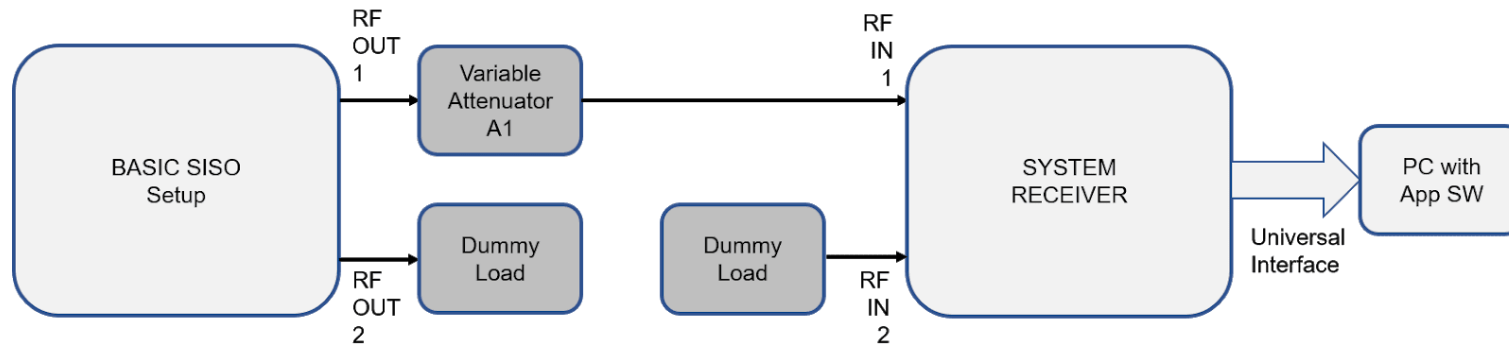 BASIC SISO
Setup
RF
OUT
1
Variable
Attenuator
A1
RF
IN
1
RF
OUT
2
Dummy
Load
Dummy
Load
RF
IN
2
SYSTEM
RECEIVER
Universal
Interface
PC with
App SW